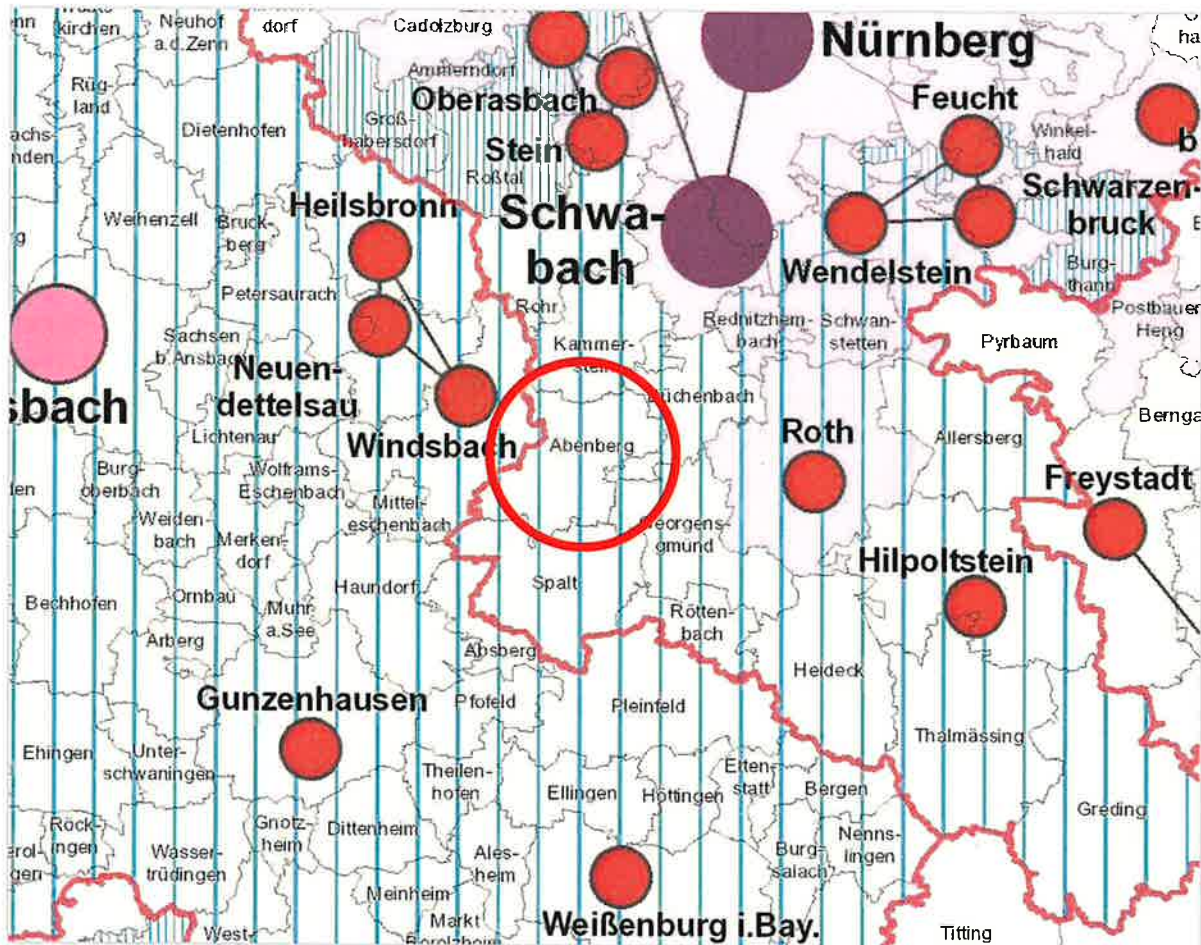 kirchen
Neuhof
a.d.Zenn
dorf
Cadolzburg
Nürnberg
Rüg-
land
Dietenhofen
Ammerndorf
Oberasbach
Groß-
habersdorf
Stein
Roßtal
Feucht
Winkel-
haid
Schwarzen-
bruck
Wendelstein
Burg-
thann
Weihenzell
Bruck-
berg
Heilsbronn
Schwa-
bach
Petersaurach
Rohr
Rednitzhem-
bach
Schwan-
stetten
Postbauer
Heng
Pyrbaum
Sachsen
b.Ansbach
Kammer-
stein
Neuen-
dettelsau
sbach
Büchenbach
Bernga
Lichtenau
Windsbach
Abenberg
Roth
Allersberg
Freystadt
Burg-
oberbach
Wolframs-
Eschenbach
Mittel-
eschenbach
Weiden-
bach
Merken-
dorf
Georgens-
gmünd
Hilpoltstein
Bechhofen
Ornbau
Muhr
a.See
Haundorf
Spalt
Rötten-
bach
Arberg
Absberg
Heideck
Gunzenhausen
Pfofeld
Pleinfeld
Thalmässing
Ehingen
Unter-
schwaningen
Theilen-
hofen
Ellingen
Höttingen
Etten-
statt
Bergen
Greding
Röck-
ingen
Gnotz-
heim
Dittenheim
Nenns-
lingen
Wasser-
trüdingen
Ales-
heim
Burg-
salach
Meinheim
Markt
Berolzheim
Weißenburg i.Bay.
West-
Titting